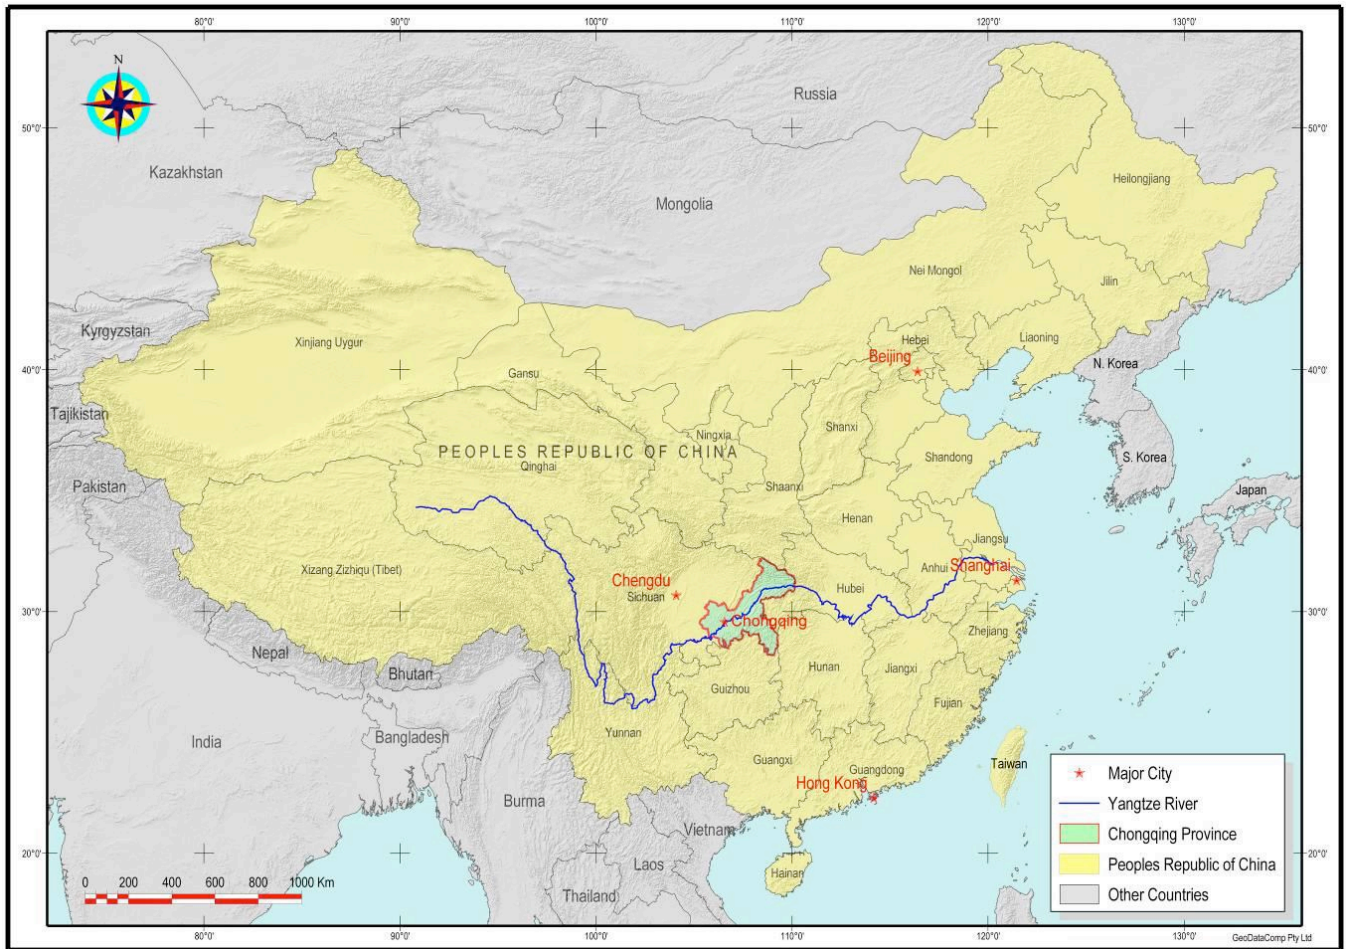 80°0' 90°0' 100°0' 110°0' 120°0' 130°0'
N
Russia
50°0' 50°0'
Kazakhstan
Heilongjiang
Mongolia
Nei Mongol
Jilin
Kyrgyzstan
Xinjiang Uygur
Hebei
Liaoning
Beijing
N. Korea
40°0' 40°0'
Gansu
Tajikistan
Ningxia
Shanxi
PEOPLES REPUBLIC OF CHINA
Shandong
S. Korea
Qinghai
Pakistan
Shaanxi
Japan
Henan
Jiangsu
Xizang Zizhiqu (Tibet)
Anhui
Shanghai
Chengdu
Sichuan
Hubei
30°0' 30°0'
Chongqing
Zhejiang
Nepal
Bhutan
Hunan
Jiangxi
Guizhou
Fujian
India
Bangladesh
Yunnan
Guangxi
Guangdong
Taiwan
Hong Kong
Major City
Burma
Yangtze River
Vietnam
Chongqing Province
20°0' 20°0'
Laos
Peoples Republic of China
Hainan
0 200 400 600 800 1000 Km
Thailand
Other Countries
80°0' 90°0' 100°0' 110°0' 120°0' 130°0'
GeoDataComp Pty Ltd